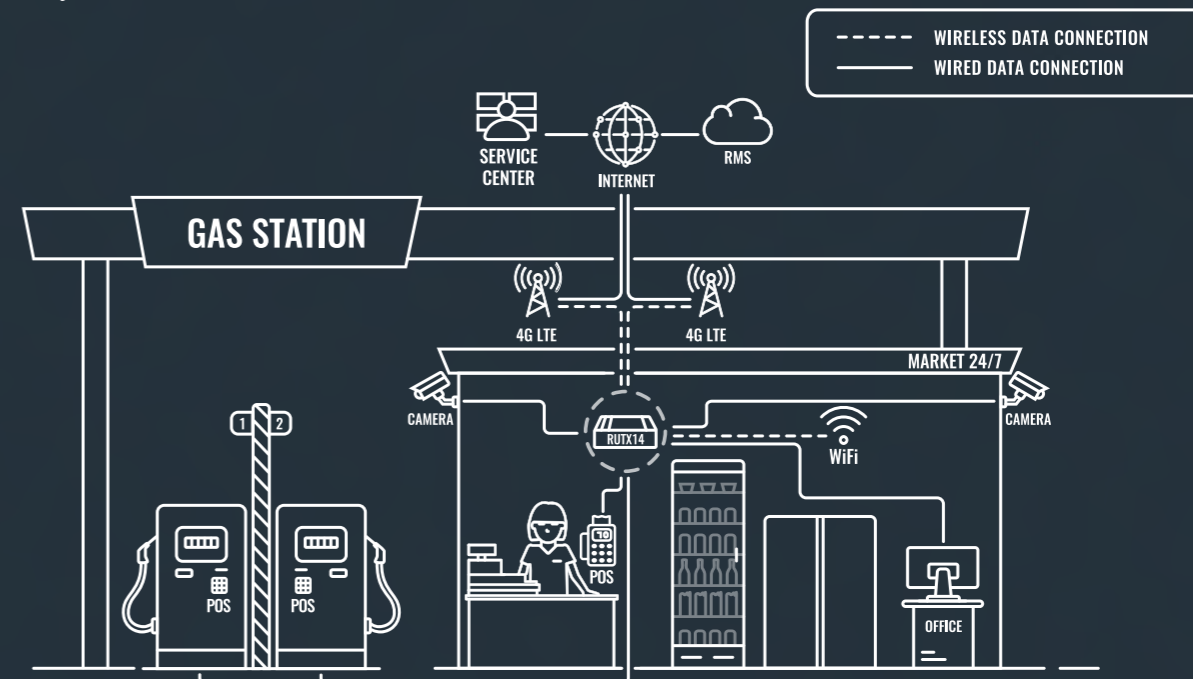 WIRELESS DATA CONNECTION
WIRED DATA CONNECTION
SERVICE
CENTER
INTERNET
RMS
GAS STATION
4G LTE
4G LTE
MARKET 24/7
CAMERA
CAMERA
1
2
RUTX14
WiFi
POS
POS
POS
OFFICE